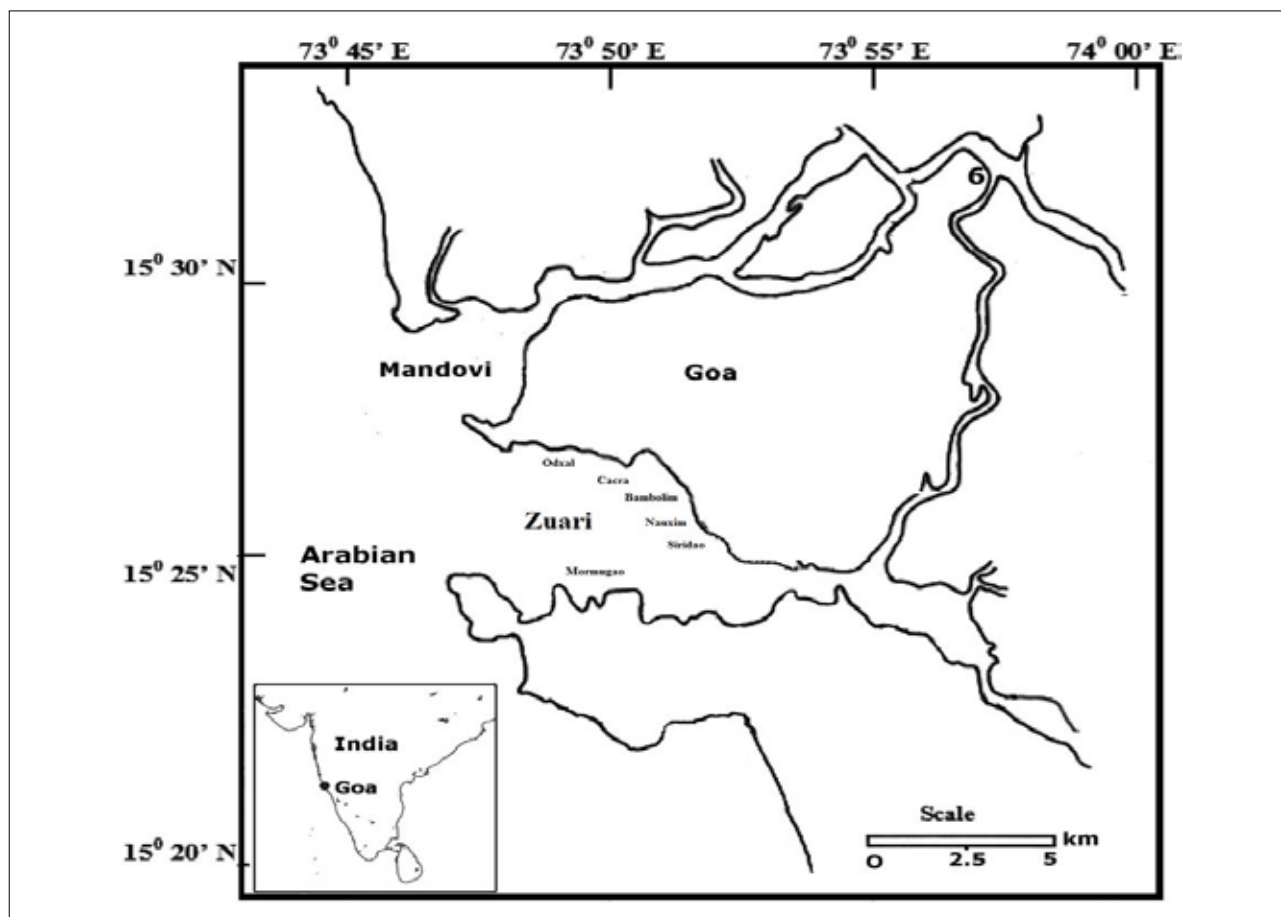 73⁰ 45’ E 73⁰ 50’ E 73⁰ 55’ E 74⁰ 00’ E
6
15⁰ 30’ N
Mandovi
Goa
Odxal
Cacra
Bambolim
Zuari
Nauxim
Siridao
Arabian
Sea
15⁰ 25’ N
Mormugao
India
Goa
Scale
km
0 2.5 5
15⁰ 20’ N